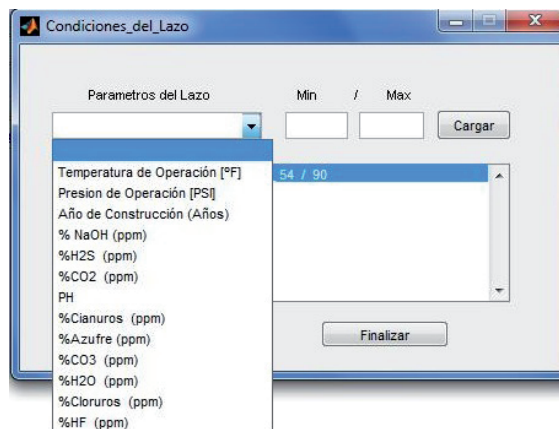 Condiciones_del_Lazo
Parametros del Lazo Min / Max
Cargar
Temperatura de Operación [ºF]
54 / 90
Presion de Operación [PSI]
Año de Construcción (Años)
% NaOH (ppm)
%H2S (ppm)
%CO2 (ppm)
PH
%Cianuros (ppm)
%Azufre (ppm)
%CO3 (ppm)
%H2O (ppm)
%Cloruros (ppm)
%HF (ppm)
Finalizar